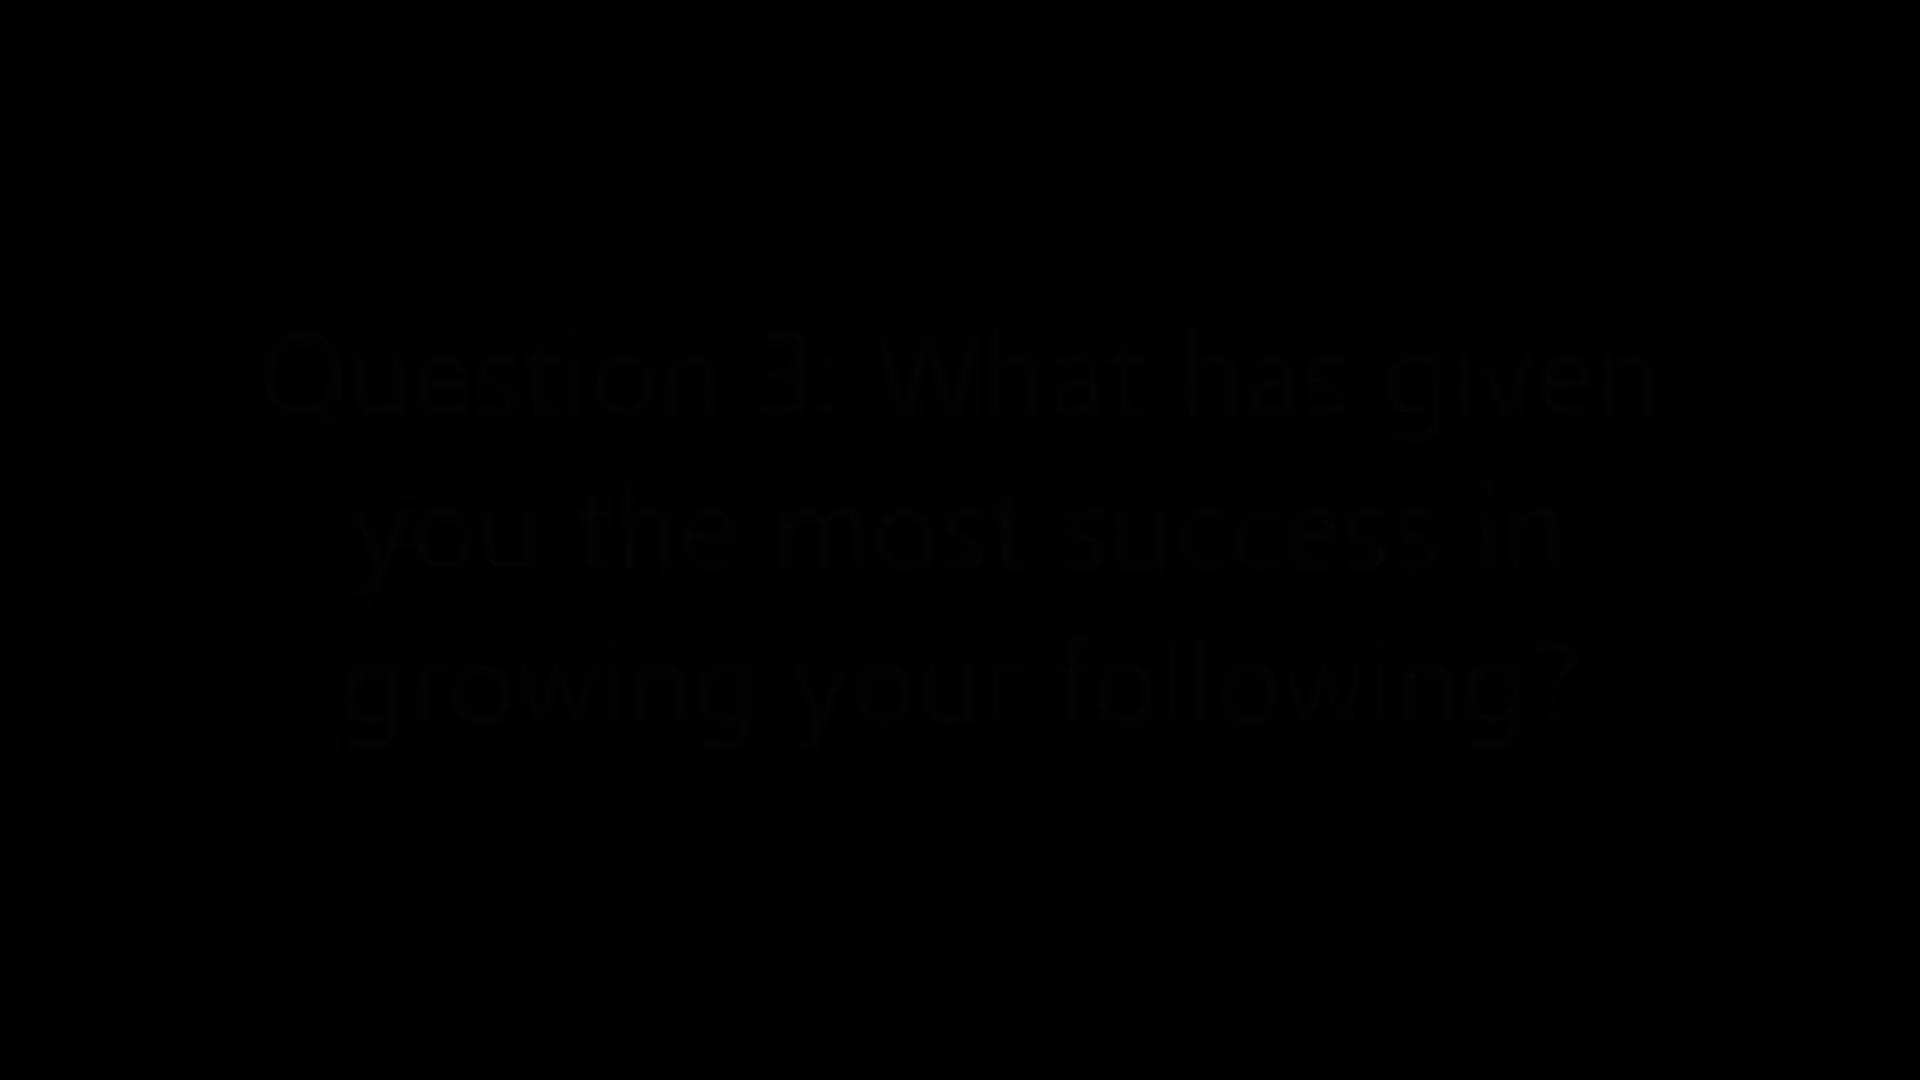 Question 3: What has given
you the most success in
growing your following?